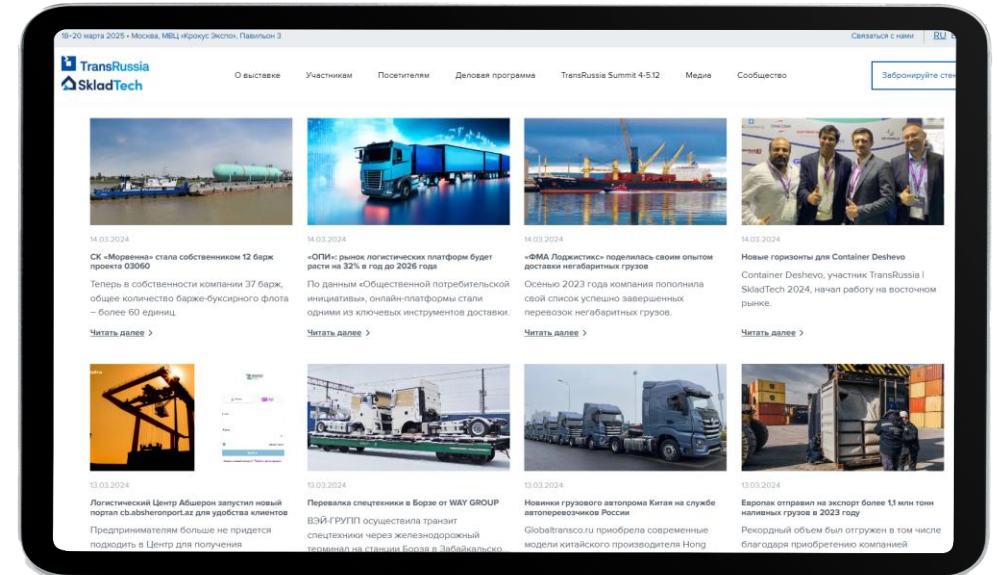 18–20 марта 2025 • Москва, МВЦ «Крокус Экспо», Павильон 3
Связаться с нами
RU
TransRussia
SkladTech
О выставке
Участникам
Посетителям
Деловая программа
TransRussia Summit 4-5.12
Медиа
Сообщество
Забронируйте стен
14.03.2024
СК «Морвенна» стала собственником 12 барж
проекта 03060
Теперь в собственности компании 37 барж,
общее количество барже-буксирного флота
– более 60 единиц.
Читать далее >
14.03.2024
«ОПИ»: рынок логистических платформ будет
расти на 32% в год до 2026 года
По данным «Общественной потребительской
инициативы», онлайн-платформы стали
одними из ключевых инструментов доставки.
Читать далее >
14.03.2024
«ФМА Лоджистикс» поделилась своим опытом
доставки негабаритных грузов
Осенью 2023 года компания пополнила
свой список успешно завершенных
перевозок негабаритных грузов.
Читать далее >
14.03.2024
Новые горизонты для Container Deshevo
Container Deshevo, участник TransRussia |
SkladTech 2024, начал работу на восточном
рынке.
Читать далее >
13.03.2024
Логистический Центр Абшерон запустил новый
портал cb.absheronport.az для удобства клиентов
Предпринимателям больше не придется
подходить в Центр для получения
13.03.2024
Перевалка спецтехники в Борзе от WAY GROUP
ВЭЙ-ГРУПП осуществила транзит
спецтехники через железнодорожный
терминал на станции Борзя в Забайкальско...
13.03.2024
Новинки грузового автопрома Китая на службе
автоперевозчиков России
Globaltransco.ru приобрела современные
модели китайского производителя Hong
13.03.2024
Европак отправил на экспорт более 1,1 млн тонн
наливных грузов в 2023 году
Рекордный объем был отгружен в том числе
благодаря приобретению компанией